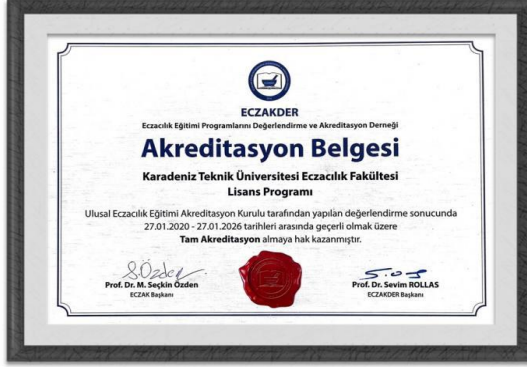 ECZAKDER
Eczacılık Eğitimi Programlarını Değerlendirme ve Akreditasyon Derneği
Akreditasyon Belgesi
Karadeniz Teknik Üniversitesi Eczacılık Fakültesi
Lisans Programı
Ulusal Eczacılık Eğitimi Akreditasyon Kurulu tarafından yapılan değerlendirme sonucunda
27.01.2020 - 27.01.2026 tarihleri arasında geçerli olmak üzere
Tam Akreditasyon almaya hak kazanmıştır.
S.Özden
Prof. Dr. M. Seçkin Özden
ECZAK Başkanı
Prof. Dr. Sevim ROLLAS
ECZAKDER Başkanı